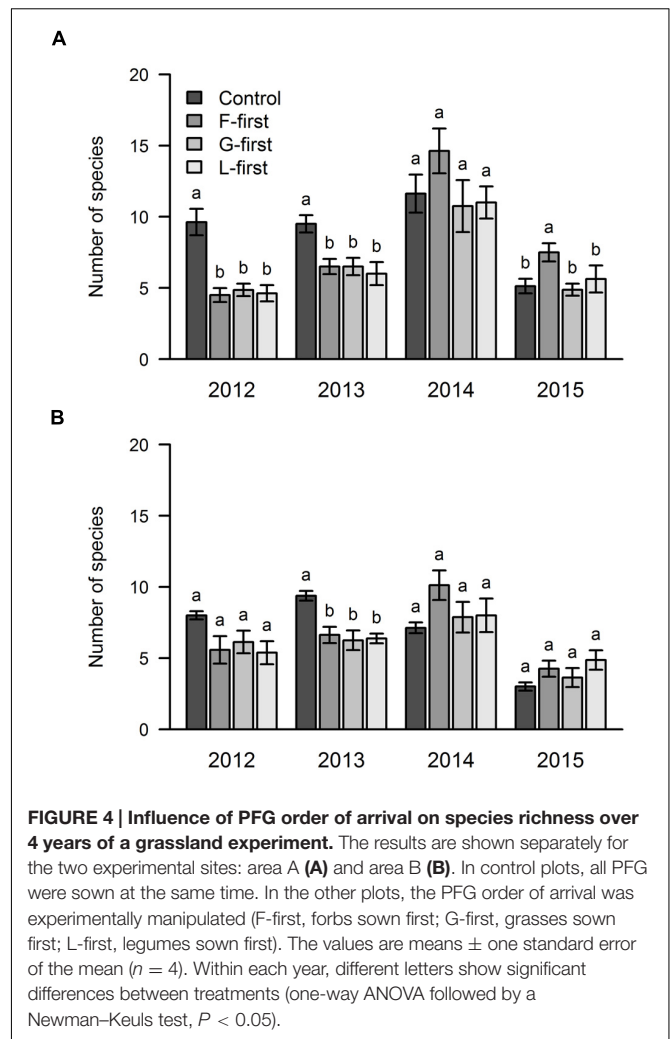 A
20
15
10
5
0
Number of species
Control
F-first
G-first
L-first
a b b b
a b b b
a a a a
b a b b
2012 2013 2014 2015
B
20
15
10
5
0
Number of species
a a a a
a b b b
a a a a
a a a a
2012 2013 2014 2015
FIGURE 4 | Influence of PFG order of arrival on species richness over
4 years of a grassland experiment. The results are shown separately for
the two experimental sites: area A (A) and area B (B). In control plots, all PFG
were sown at the same time. In the other plots, the PFG order of arrival was
experimentally manipulated (F-first, forbs sown first; G-first, grasses sown
first; L-first, legumes sown first). The values are means ± one standard error
of the mean (n = 4). Within each year, different letters show significant
differences between treatments (one-way ANOVA followed by a
Newman–Keuls test, P < 0.05).